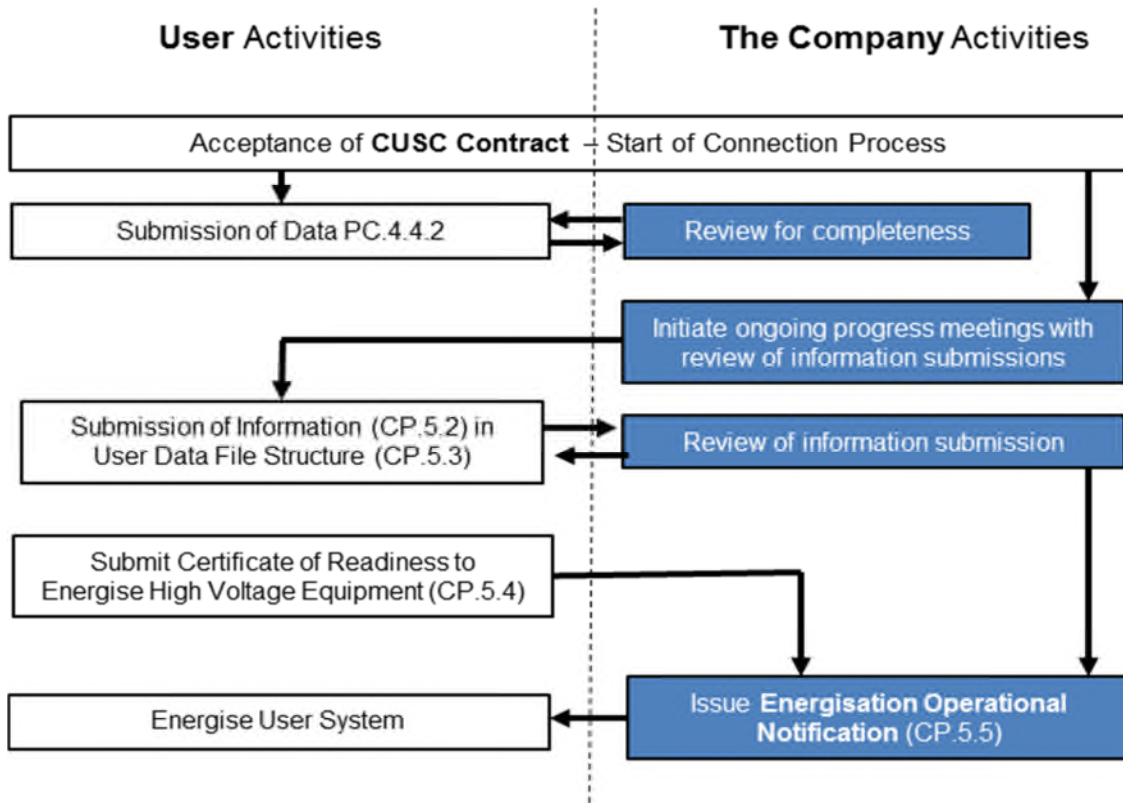 User Activities
The Company Activities
Acceptance of CUSC Contract – Start of Connection Process
Submission of Data PC.4.4.2
Review for completeness
Initiate ongoing progress meetings with
review of information submissions
Submission of Information (CP.5.2) in
User Data File Structure (CP.5.3)
Review of information submission
Submit Certificate of Readiness to
Energise High Voltage Equipment (CP.5.4)
Energise User System
Issue Energisation Operational
Notification (CP.5.5)